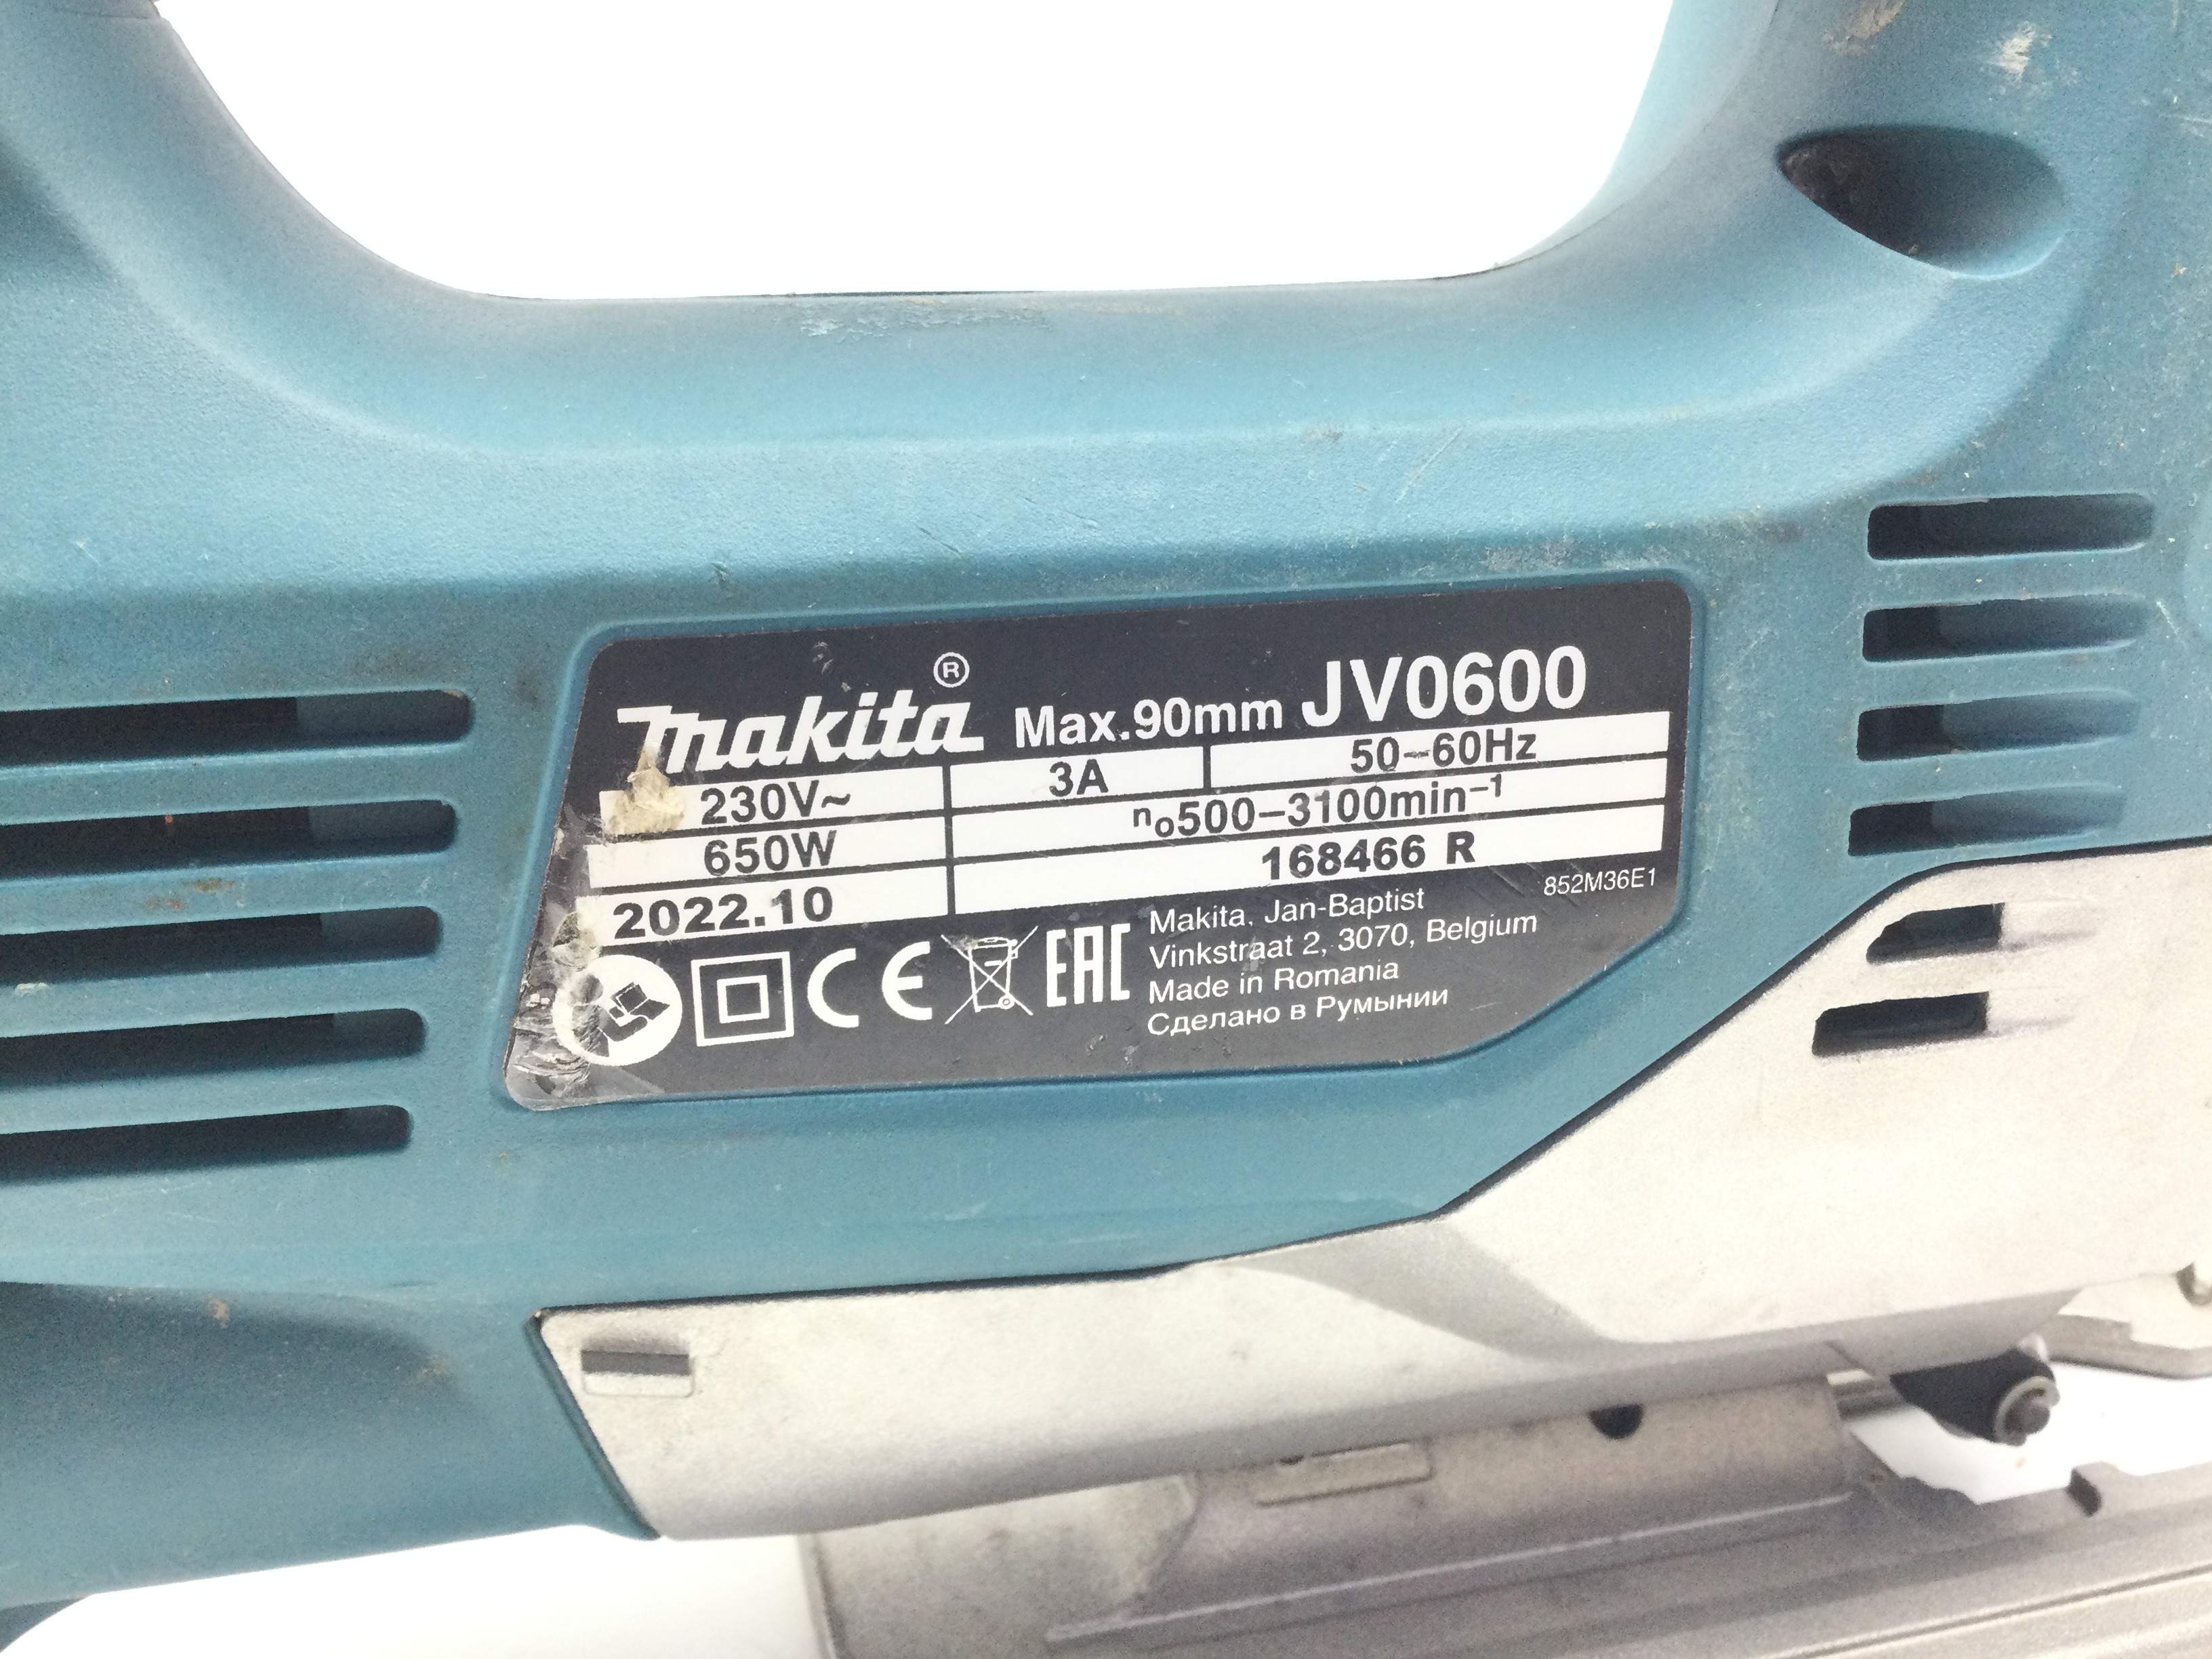 makita® Max.90mm JV0600
230V~ 3A 50–60Hz
650W n₀500–3100min⁻¹
2022.10 168466 R
852M36E1
CE EAC
Makita, Jan-Baptist
Vinkstraat 2, 3070, Belgium
Made in Romania
Сделано в Румынии